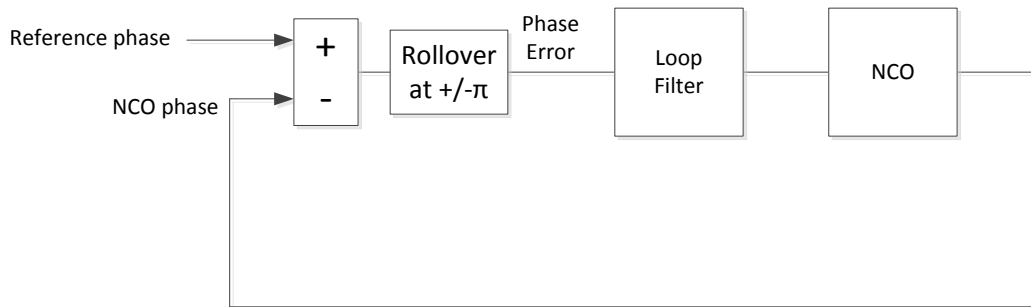 Reference phase
NCO phase
+
-
Rollover
at +/-π
Phase
Error
Loop
Filter
NCO